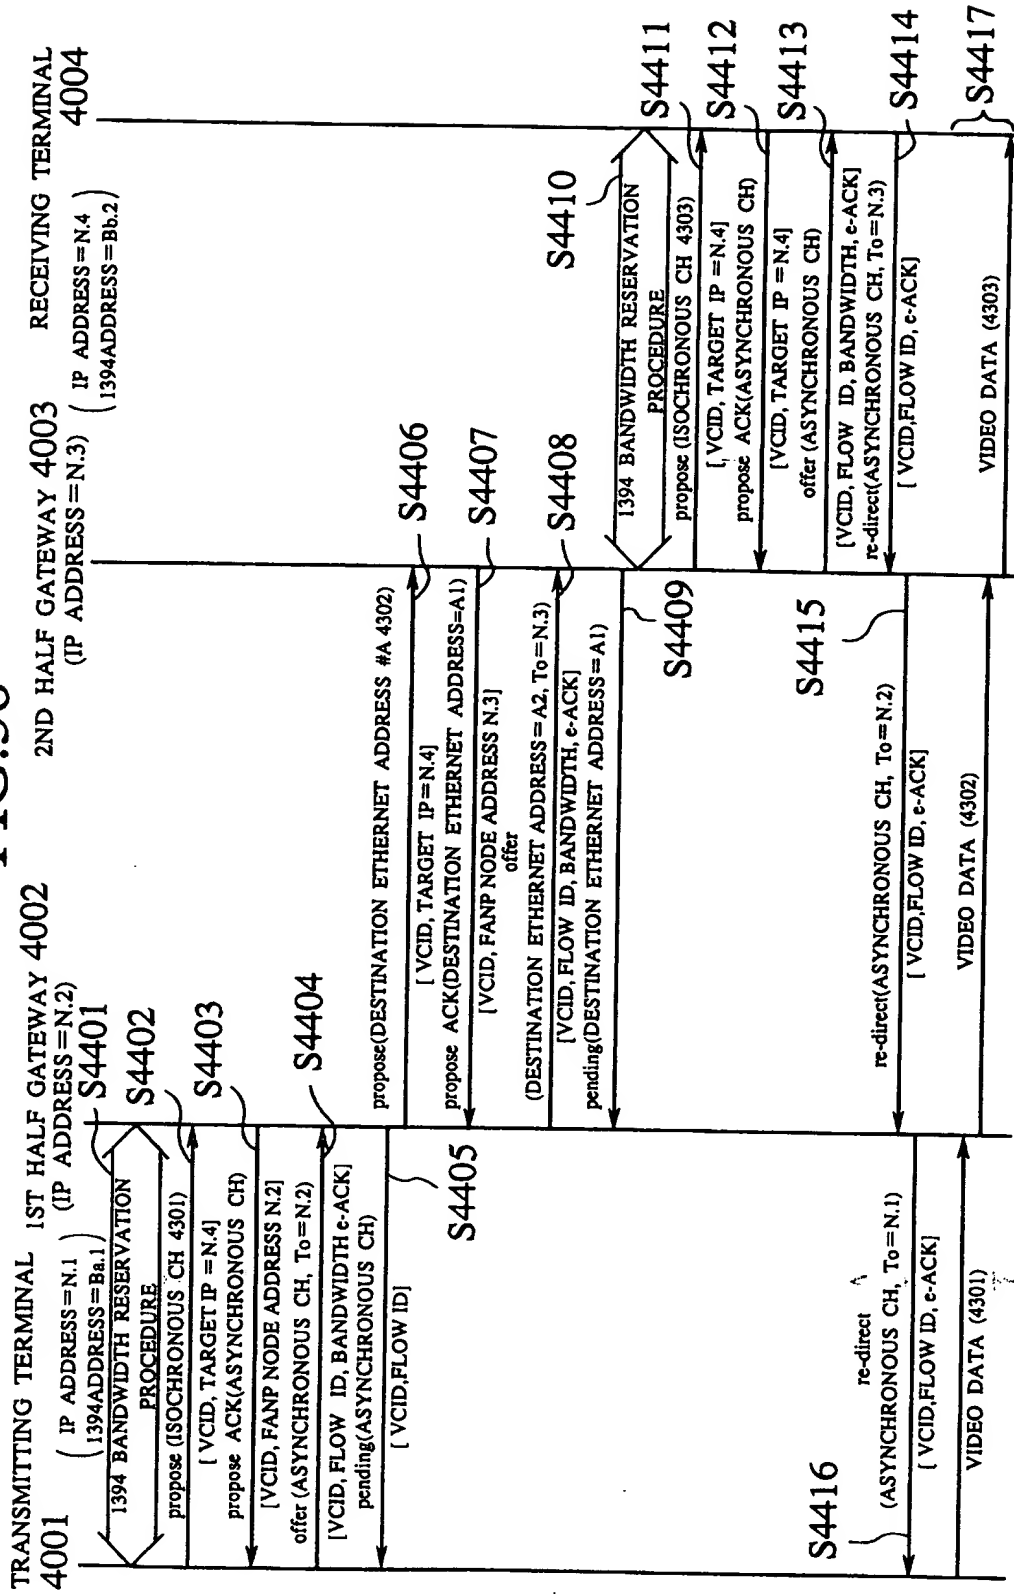 TRANSMITTING TERMINAL
4001
( IP ADDRESS=N.1
1394ADDRESS=Ba.1 )
1ST HALF GATEWAY 4002
(IP ADDRESS=N.2)
2ND HALF GATEWAY 4003
(IP ADDRESS=N.3)
RECEIVING TERMINAL
4004
( IP ADDRESS=N.4
1394ADDRESS=Bb.2 )
S4401
1394 BANDWIDTH RESERVATION
PROCEDURE
S4402
propose (ISOCHRONOUS CH 4301)
[ VCID, TARGET IP =N.4]
S4403
propose ACK(ASYNCHRONOUS CH)
[VCID, FANP NODE ADDRESS N.2]
S4404
offer (ASYNCHRONOUS CH, To=N.2)
[VCID, FLOW ID, BANDWIDTH e-ACK]
pending(ASYNCHRONOUS CH)
[ VCID,FLOW ID]
S4405
propose(DESTINATION ETHERNET ADDRESS #A 4302)
S4406
[ VCID, TARGET IP=N.4]
propose ACK(DESTINATION ETHERNET ADDRESS=A1)
S4407
[VCID, FANP NODE ADDRESS N.3]
offer
(DESTINATION ETHERNET ADDRESS=A2, To=N.3)
S4408
[VCID, FLOW ID, BANDWIDTH, e-ACK]
pending(DESTINATION ETHERNET ADDRESS=A1)
S4409
S4410
1394 BANDWIDTH RESERVATION
PROCEDURE
S4411
propose (ISOCHRONOUS CH 4303)
[ VCID, TARGET IP =N.4]
S4412
propose ACK(ASYNCHRONOUS CH)
[VCID, TARGET IP =N.4]
S4413
offer (ASYNCHRONOUS CH)
[VCID, FLOW ID, BANDWIDTH, e-ACK]
re-direct(ASYNCHRONOUS CH, To=N.3)
S4414
[ VCID,FLOW ID, e-ACK]
S4415
re-direct(ASYNCHRONOUS CH, To=N.2)
[ VCID,FLOW ID, e-ACK]
S4416
re-direct
(ASYNCHRONOUS CH, To=N.1)
[ VCID,FLOW ID, e-ACK]
VIDEO DATA (4301)
VIDEO DATA (4302)
VIDEO DATA (4303)
S4417